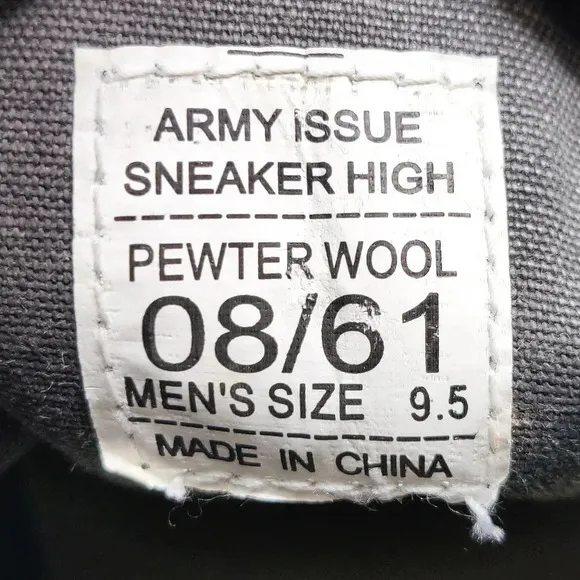 ARMY ISSUE
SNEAKER HIGH
PEWTER WOOL
08/61
MEN'S SIZE 9.5
MADE IN CHINA